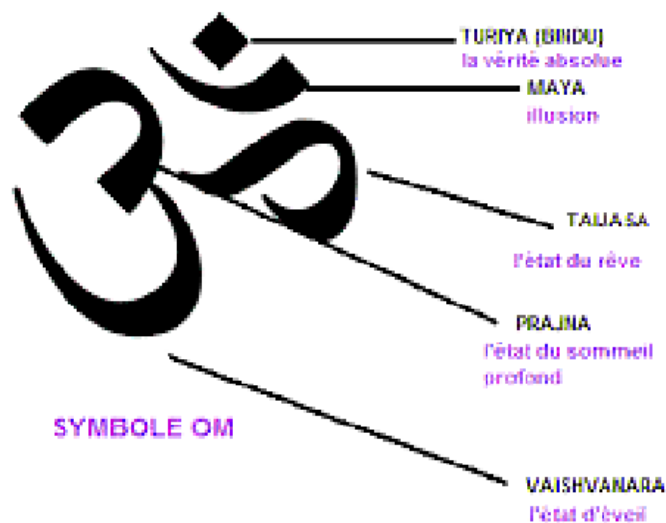 TURIYA (BINDU)
la vérité absolue
MAYA
illusion
TAIJASA
l'état du rêve
PRAJNA
l'état du sommeil
profond
SYMBOLE OM
VAISHVANARA
l'état d'éveil